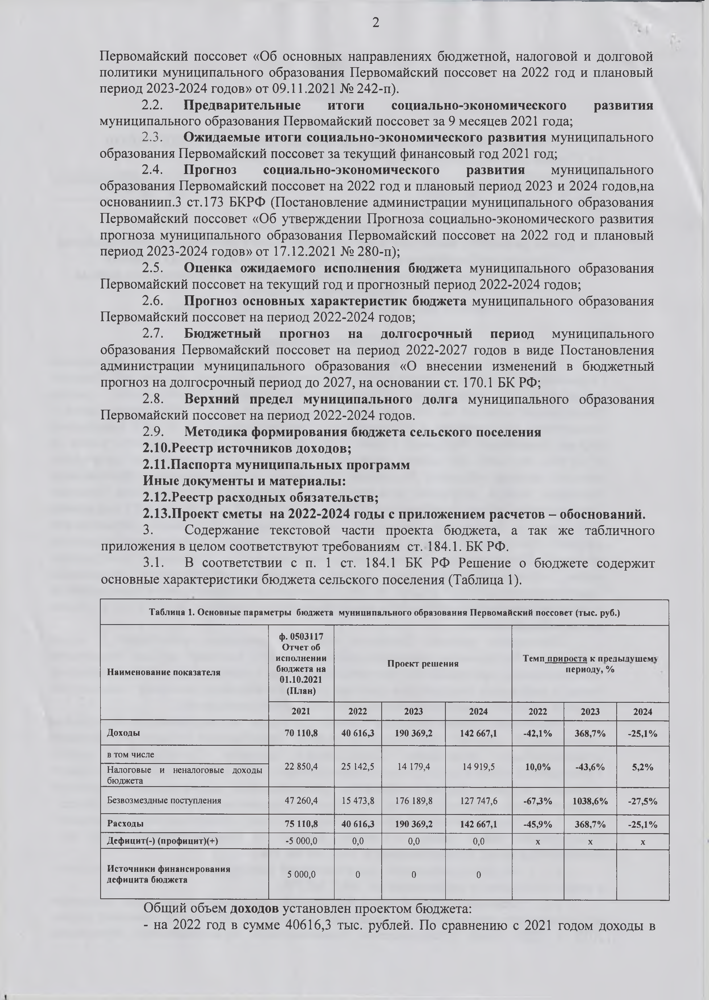 2
Первомайский поссовет «Об основных направлениях бюджетной, налоговой и долговой
политики муниципального образования Первомайский поссовет на 2022 год и плановый
период 2023-2024 годов» от 09.11.2021 № 242-п).
2.2. Предварительные итоги социально-экономического развития
муниципального образования Первомайский поссовет за 9 месяцев 2021 года;
2.3. Ожидаемые итоги социально-экономического развития муниципального
образования Первомайский поссовет за текущий финансовый год 2021 год;
2.4. Прогноз социально-экономического развития муниципального
образования Первомайский поссовет на 2022 год и плановый период 2023 и 2024 годов,на
основаниип.3 ст.173 БКРФ (Постановление администрации муниципального образования
Первомайский поссовет «Об утверждении Прогноза социально-экономического развития
прогноза муниципального образования Первомайский поссовет на 2022 год и плановый
период 2023-2024 годов» от 17.12.2021 № 280-п);
2.5. Оценка ожидаемого исполнения бюджета муниципального образования
Первомайский поссовет на текущий год и прогнозный период 2022-2024 годов;
2.6. Прогноз основных характеристик бюджета муниципального образования
Первомайский поссовет на период 2022-2024 годов;
2.7. Бюджетный прогноз на долгосрочный период муниципального
образования Первомайский поссовет на период 2022-2027 годов в виде Постановления
администрации муниципального образования «О внесении изменений в бюджетный
прогноз на долгосрочный период до 2027, на основании ст. 170.1 БК РФ;
2.8. Верхний предел муниципального долга муниципального образования
Первомайский поссовет на период 2022-2024 годов.
2.9. Методика формирования бюджета сельского поселения
2.10.Реестр источников доходов;
2.11.Паспорта муниципальных программ
Иные документы и материалы:
2.12.Реестр расходных обязательств;
2.13.Проект сметы на 2022-2024 годы с приложением расчетов – обоснований.
3. Содержание текстовой части проекта бюджета, а так же табличного
приложения в целом соответствуют требованиям ст. 184.1. БК РФ.
3.1. В соответствии с п. 1 ст. 184.1 БК РФ Решение о бюджете содержит
основные характеристики бюджета сельского поселения (Таблица 1).
Таблица 1. Основные параметры бюджета муниципального образования Первомайский поссовет (тыс. руб.)
Наименование показателя
ф. 0503117
Отчет об
исполнении
бюджета на
01.10.2021
(План)
Проект решения
Темп прироста к предыдущему
периоду, %
2021 2022 2023 2024 2022 2023 2024
Доходы 70 110,8 40 616,3 190 369,2 142 667,1 -42,1% 368,7% -25,1%
в том числе
Налоговые и неналоговые доходы
бюджета
22 850,4 25 142,5 14 179,4 14 919,5 10,0% -43,6% 5,2%
Безвозмездные поступления 47 260,4 15 473,8 176 189,8 127 747,6 -67,3% 1038,6% -27,5%
Расходы 75 110,8 40 616,3 190 369,2 142 667,1 -45,9% 368,7% -25,1%
Дефицит(-) (профицит)(+) -5 000,0 0,0 0,0 0,0 х х х
Источники финансирования
дефицита бюджета
5 000,0 0 0 0
Общий объем доходов установлен проектом бюджета:
- на 2022 год в сумме 40616,3 тыс. рублей. По сравнению с 2021 годом доходы в